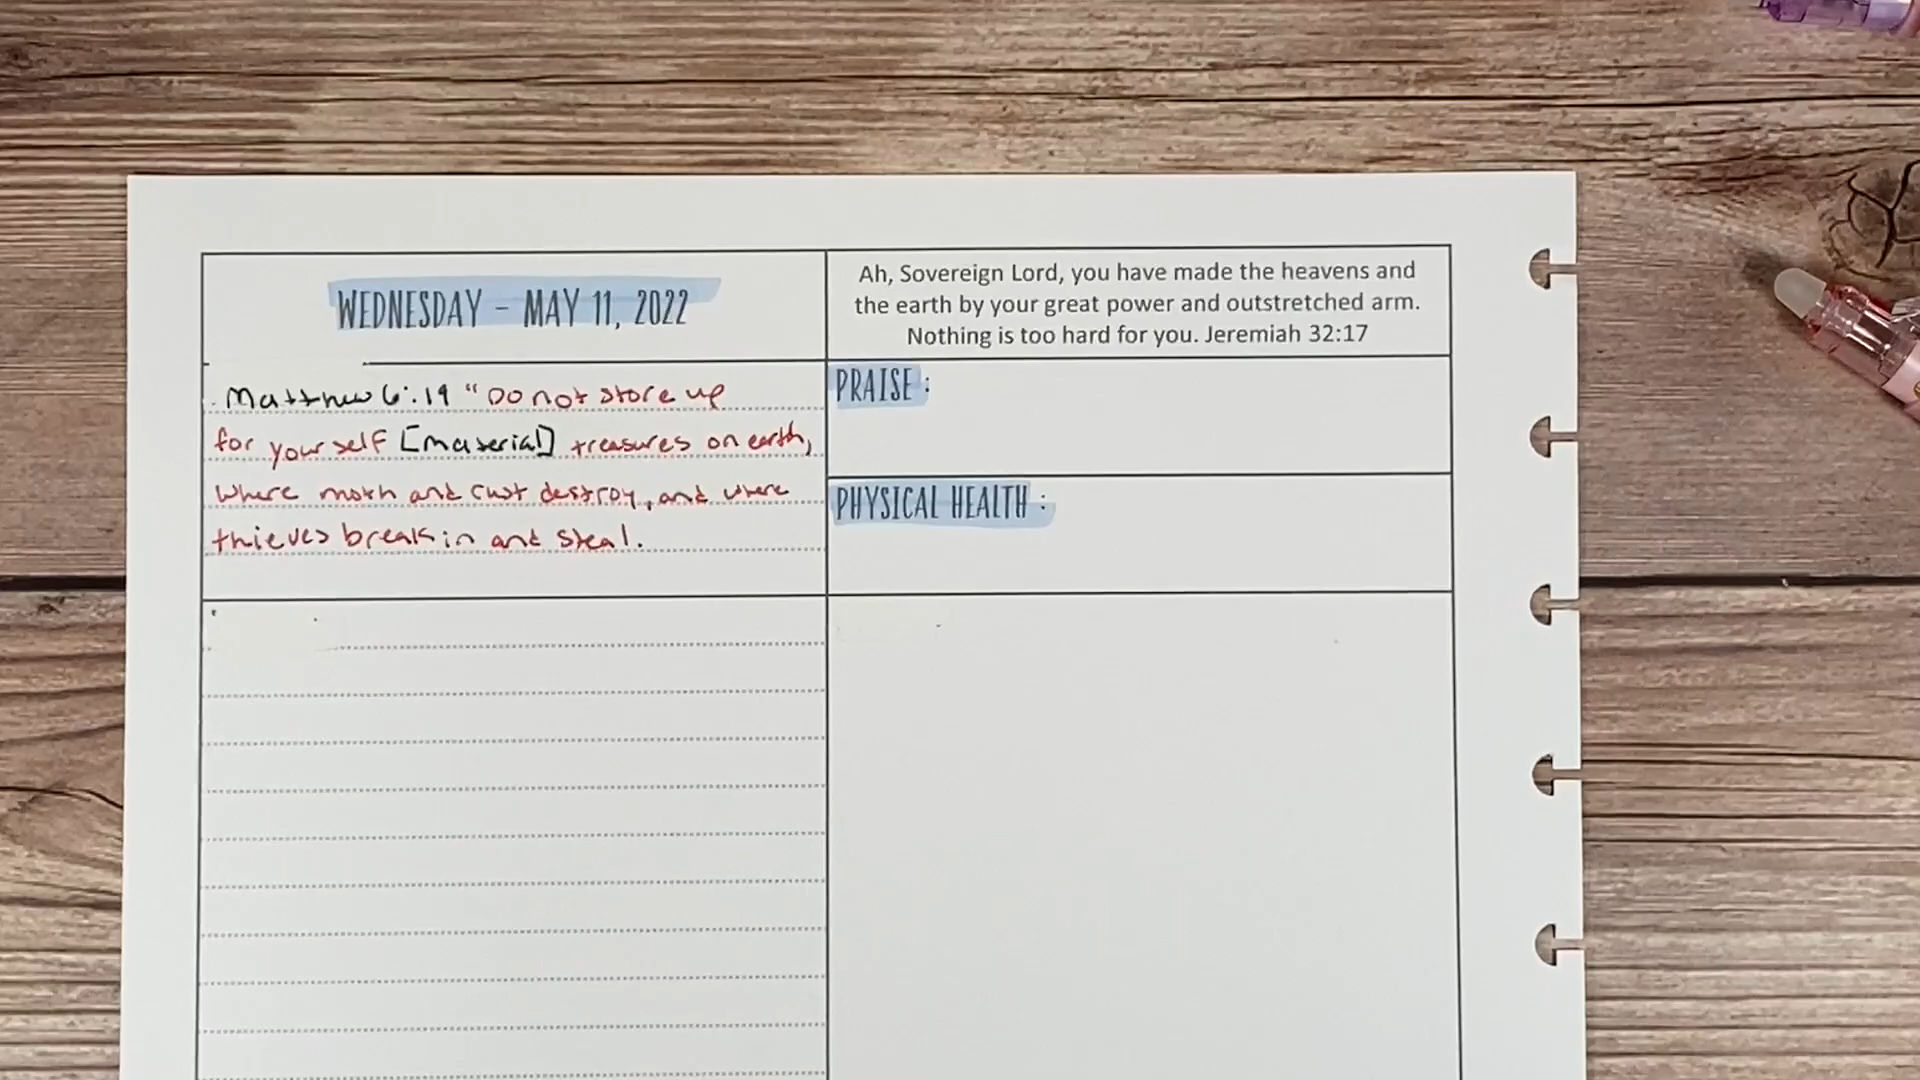 WEDNESDAY - MAY 11, 2022
Ah, Sovereign Lord, you have made the heavens and
the earth by your great power and outstretched arm.
Nothing is too hard for you. Jeremiah 32:17
Matthew 6:19 "Do not store up
for yourself [material] treasures on earth,
where moth and rust destroy, and where
thieves break in and steal.
PRAISE :
PHYSICAL HEALTH :